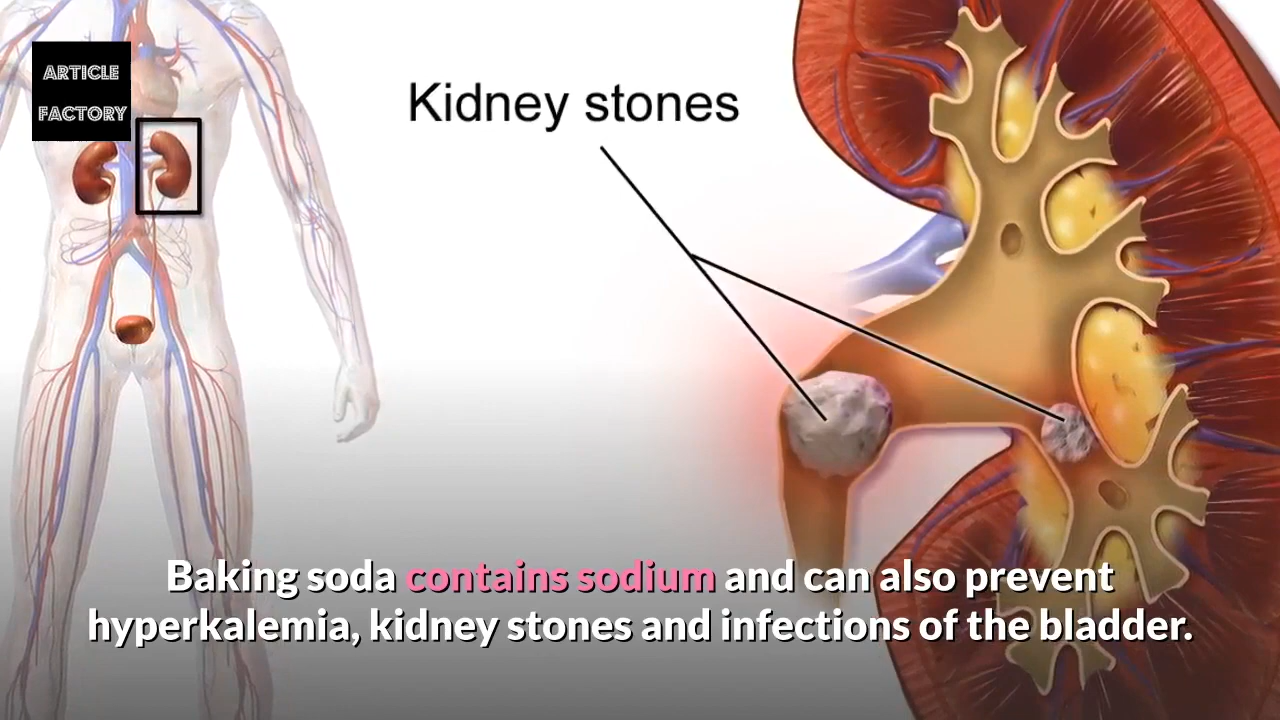 ARTICLE
FACTORY
Kidney stones
Baking soda contains sodium and can also prevent
hyperkalemia, kidney stones and infections of the bladder.